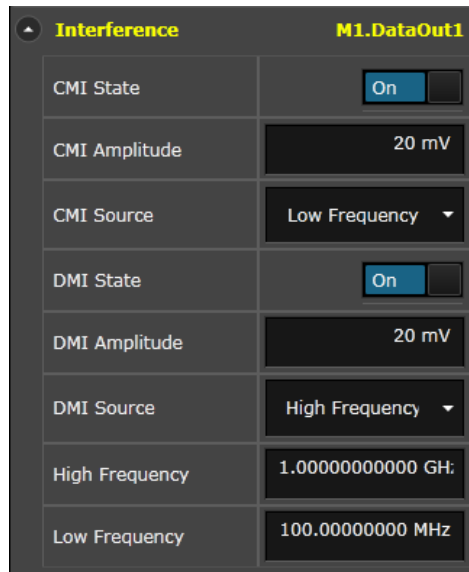 Interference M1.DataOut1
CMI State On
CMI Amplitude 20 mV
CMI Source Low Frequency
DMI State On
DMI Amplitude 20 mV
DMI Source High Frequency
High Frequency 1.00000000000 GH
Low Frequency 100.00000000 MHz